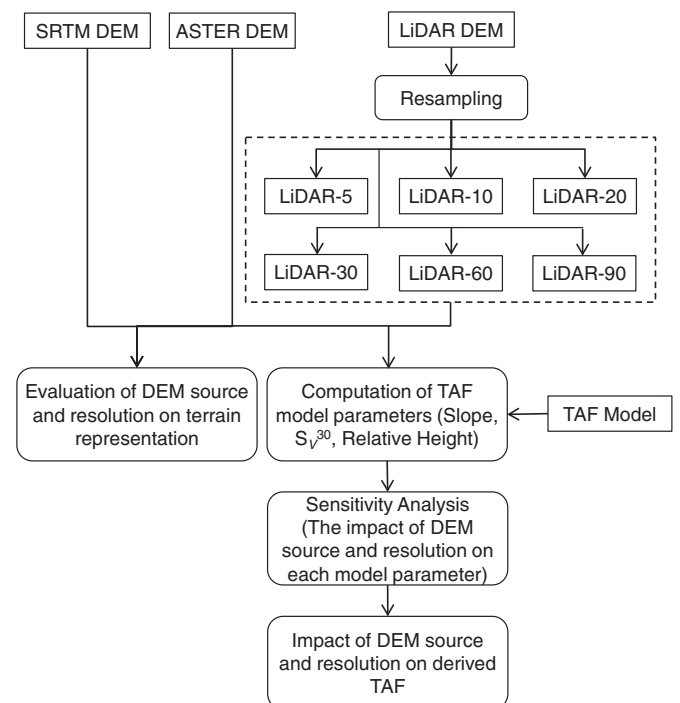 SRTM DEM
ASTER DEM
LiDAR DEM
Resampling
LiDAR-5
LiDAR-10
LiDAR-20
LiDAR-30
LiDAR-60
LiDAR-90
Evaluation of DEM source
and resolution on terrain
representation
Computation of TAF
model parameters (Slope,
S_V^30, Relative Height)
TAF Model
Sensitivity Analysis
(The impact of DEM
source and resolution on
each model parameter)
Impact of DEM source
and resolution on derived
TAF